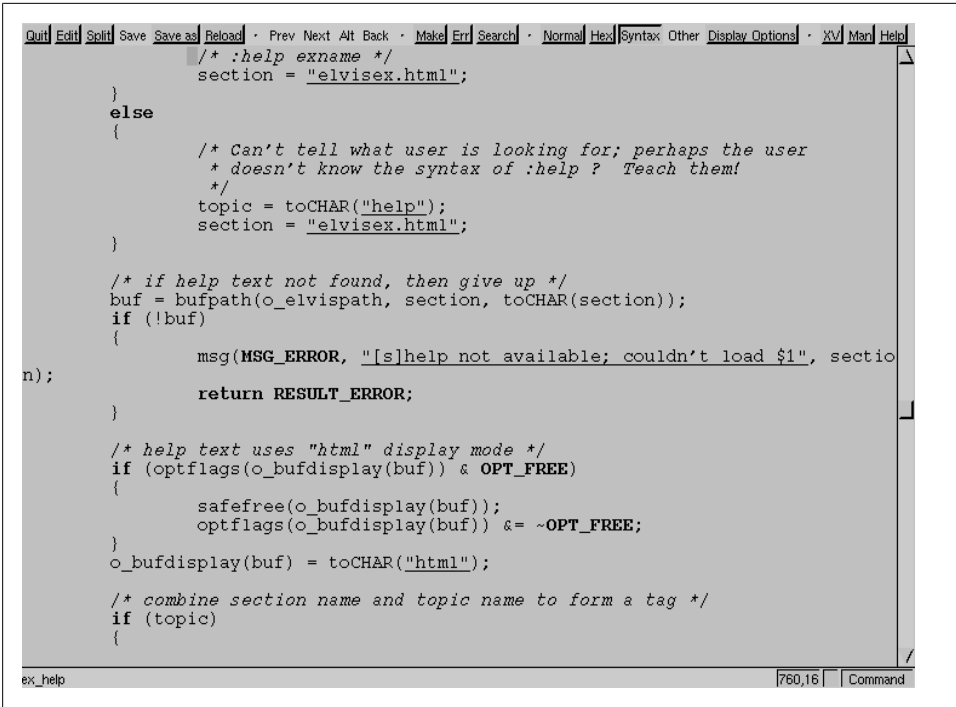 Quit Edit Split Save Save as Reload · Prev Next Alt Back · Make Err Search · Normal Hex Syntax Other Display Options · XV Man Help
/* :help exname */
section = "elvisex.html";
}
else
{
/* Can't tell what user is looking for; perhaps the user
* doesn't know the syntax of :help ?  Teach them!
*/
topic = toCHAR("help");
section = "elvisex.html";
}
/* if help text not found, then give up */
buf = bufpath(o_elvispath, section, toCHAR(section));
if (!buf)
{
msg(MSG_ERROR, "[s]help not available; couldn't load $1", sectio
n);
return RESULT_ERROR;
}
/* help text uses "html" display mode */
if (optflags(o_bufdisplay(buf)) & OPT_FREE)
{
safefree(o_bufdisplay(buf));
optflags(o_bufdisplay(buf)) &= ~OPT_FREE;
}
o_bufdisplay(buf) = toCHAR("html");
/* combine section name and topic name to form a tag */
if (topic)
{
ex_help 760,16 Command